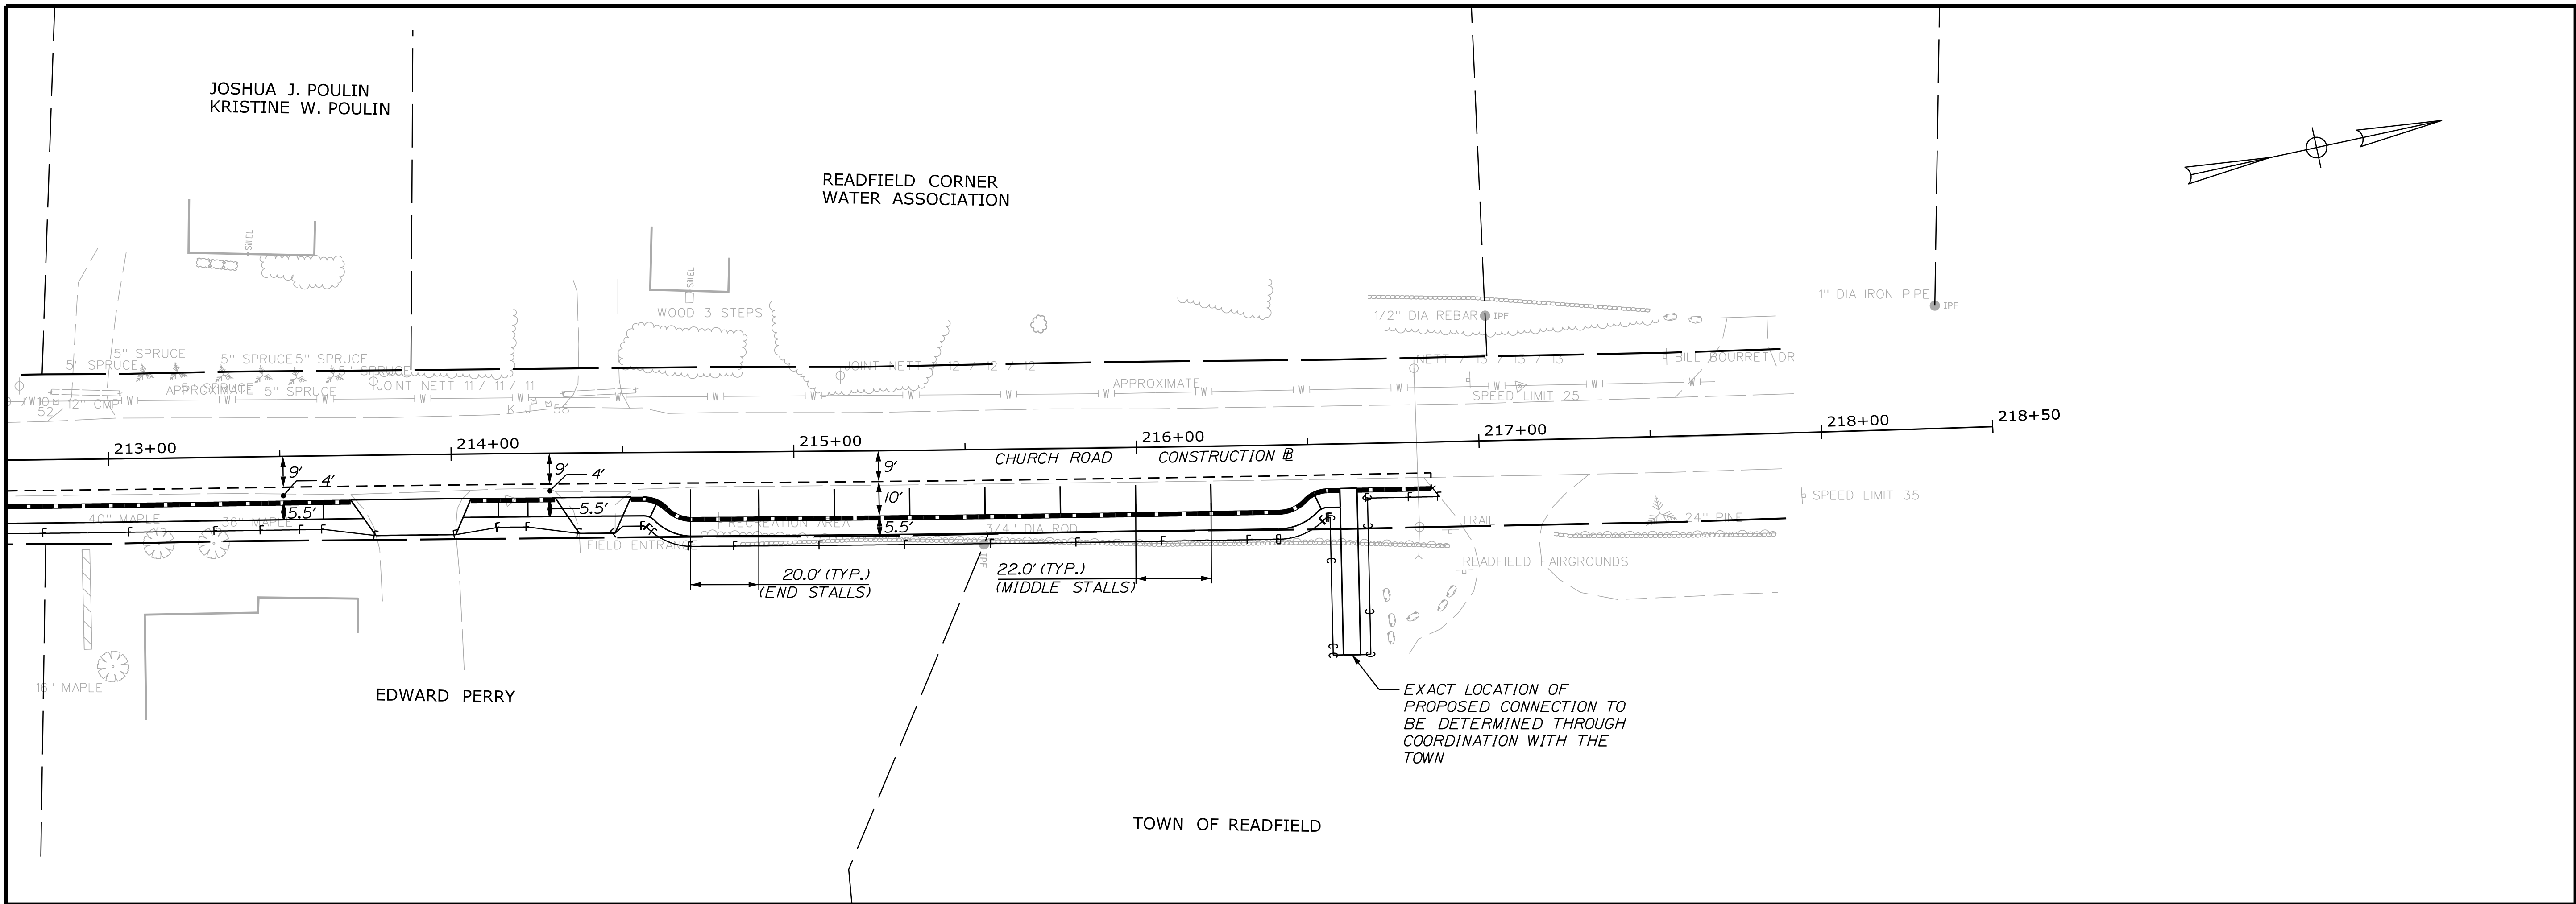 JOSHUA J. POULIN
KRISTINE W. POULIN
READFIELD CORNER
WATER ASSOCIATION
SillEL
SillEL
WOOD 3 STEPS
1/2" DIA REBAR
IPF
1" DIA IRON PIPE
IPF
5" SPRUCE
5" SPRUCE
5" SPRUCE
5" SPRUCE
5" SPRUCE
5" SPRUCE
5" SPRUCE
APPROXIMATE
JOINT NETT 11 / 11 / 11
12" CMP
52
K J
58
JOINT NETT
12 / 12 / 12
APPROXIMATE
NETT / 13 / 13 / 13
BILL BOURRET DR
SPEED LIMIT 25
W W W W W W W W W W W W W W W W W W
213+00
214+00
215+00
216+00
217+00
218+00
218+50
CHURCH ROAD CONSTRUCTION
9'
4'
5.5'
9'
4'
5.5'
9'
10'
5.5'
40" MAPLE
36" MAPLE
FIELD ENTRANCE
RECREATION AREA
3/4" DIA ROD
IPF
TRAIL
24" PINE
SPEED LIMIT 35
READFIELD FAIRGROUNDS
20.0' (TYP.)
(END STALLS)
22.0' (TYP.)
(MIDDLE STALLS)
16" MAPLE
EDWARD PERRY
EXACT LOCATION OF
PROPOSED CONNECTION TO
BE DETERMINED THROUGH
COORDINATION WITH THE
TOWN
TOWN OF READFIELD